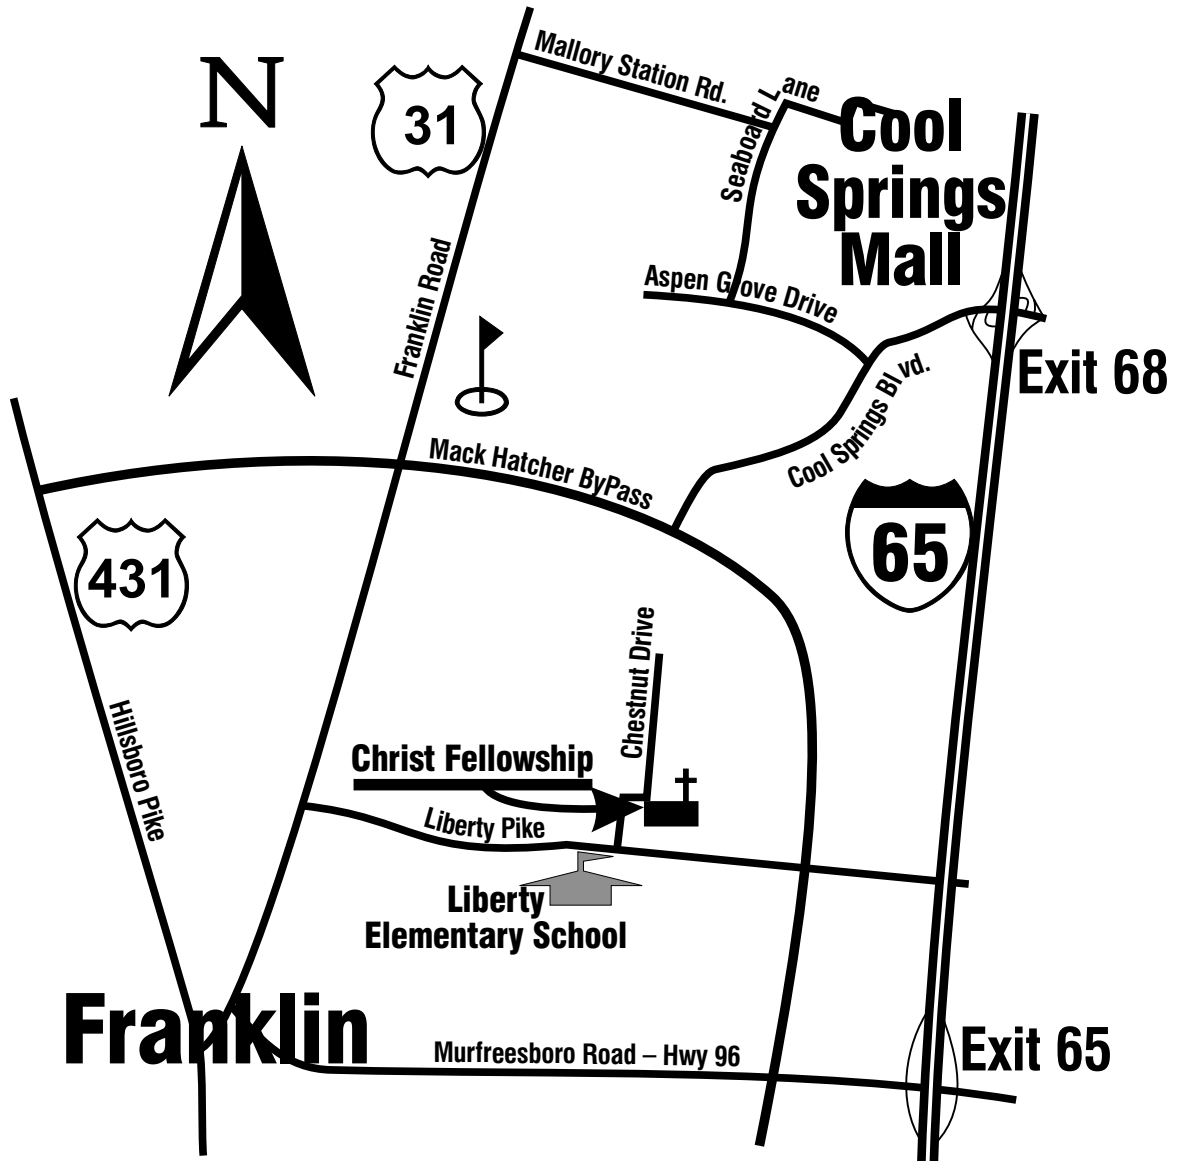 N
31
Mallory Station Rd.
Seaboard Lane
Cool
Springs
Mall
Franklin Road
Aspen Grove Drive
Exit 68
Cool Springs Blvd.
Mack Hatcher ByPass
65
431
Chestnut Drive
Hillsboro Pike
Christ Fellowship
Liberty Pike
Liberty
Elementary School
Franklin
Murfreesboro Road – Hwy 96
Exit 65